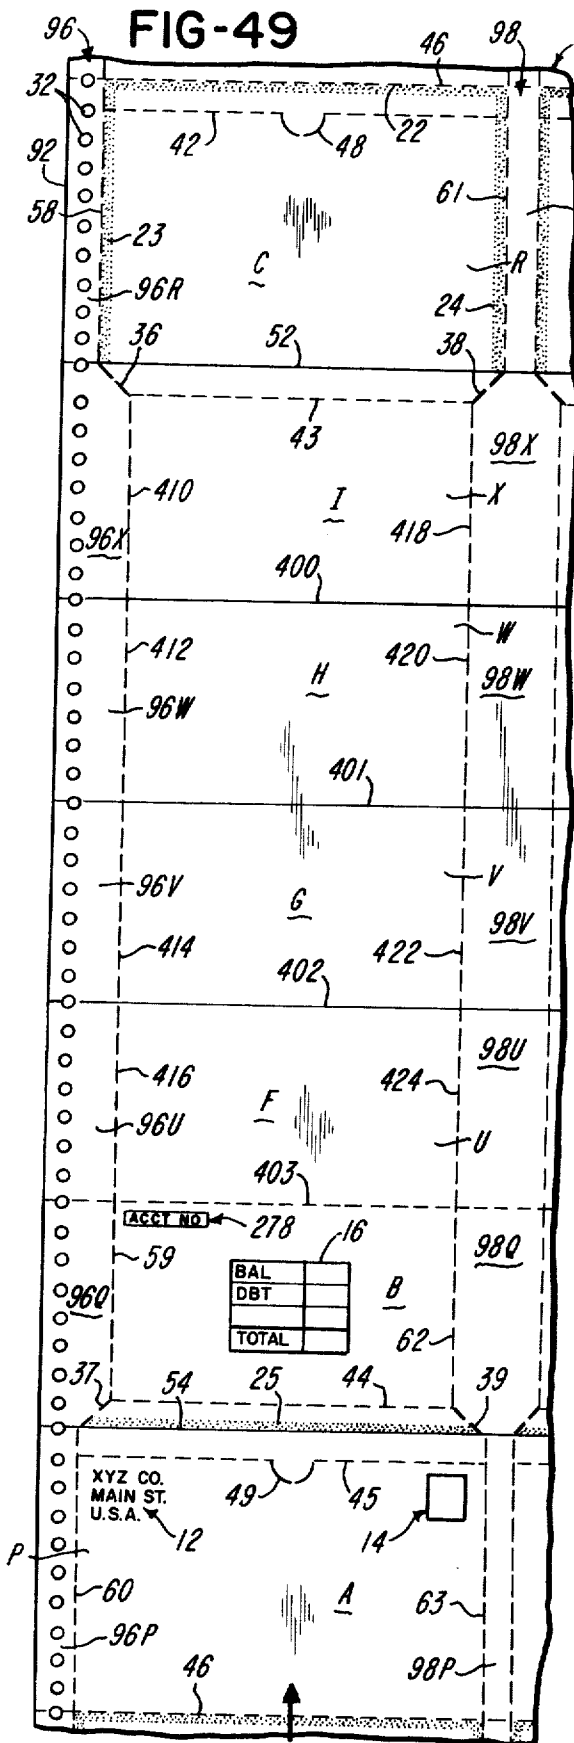 FIG-49
96
98
46
32
42
48
22
92
58
61
23
C
R
96R
24
36
52
38
43
98X
410
I
X
418
96X
400
412
W
420
H
98W
96W
401
96V
V
G
98V
414
422
402
98U
416
424
F
96U
U
403
ACCT NO
278
59
16
98Q
BAL
DBT
B
96Q
TOTAL
62
37
54
25
44
39
XYZ CO.
MAIN ST.
U.S.A.
49
45
12
14
P
60
A
63
96P
98P
46